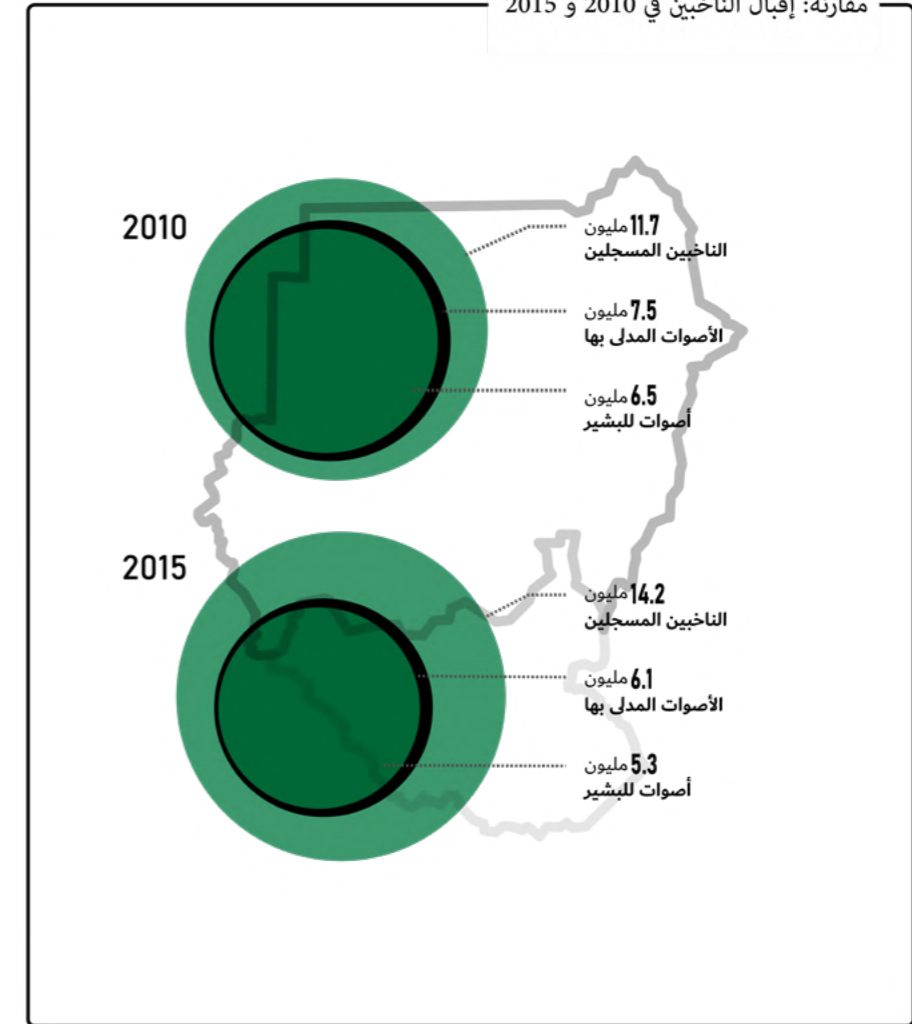 مقارنة: إقبال الناخبين في 2010 و 2015
2010
11.7 مليون
الناخبين المسجلين
7.5 مليون
الأصوات المدلى بها
6.5 مليون
أصوات للبشير
2015
14.2 مليون
الناخبين المسجلين
6.1 مليون
الأصوات المدلى بها
5.3 مليون
أصوات للبشير